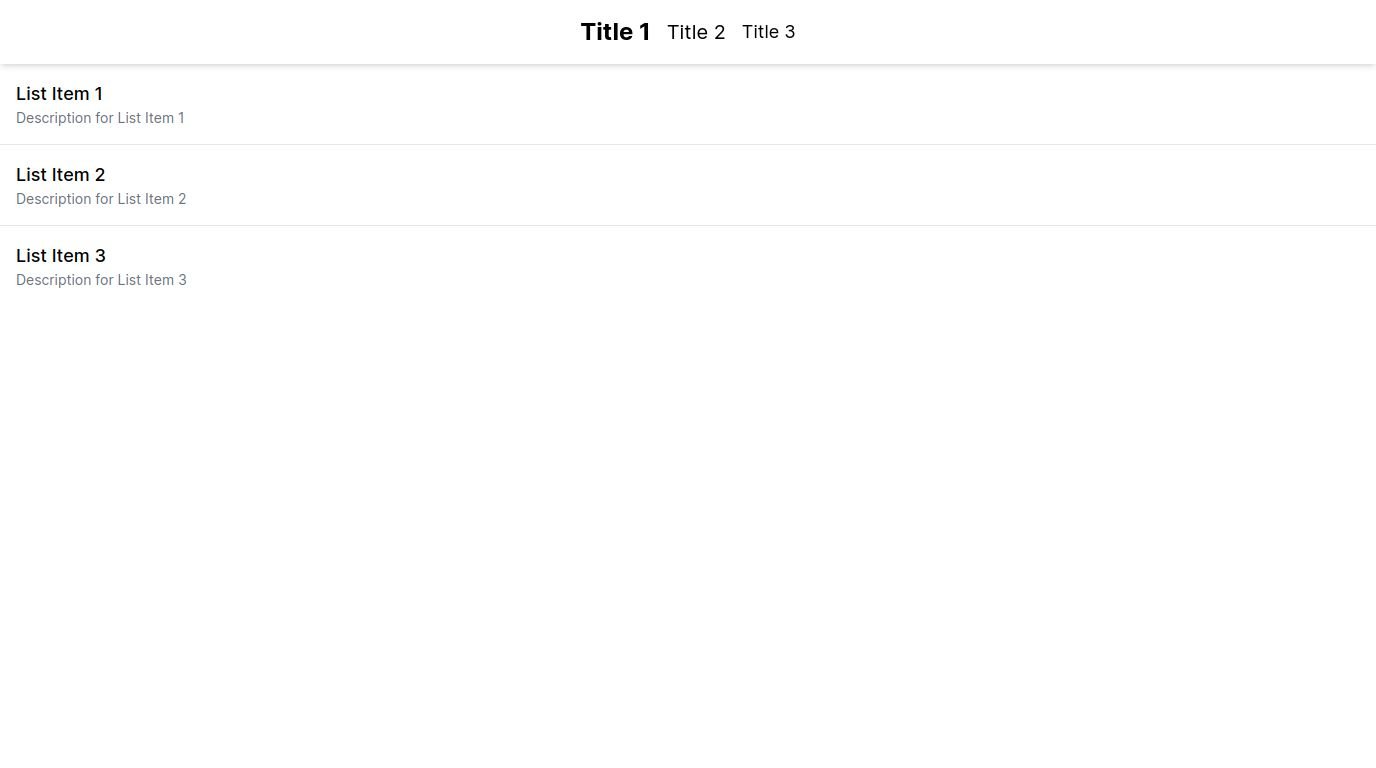 Title 1 Title 2 Title 3
List Item 1
Description for List Item 1
List Item 2
Description for List Item 2
List Item 3
Description for List Item 3